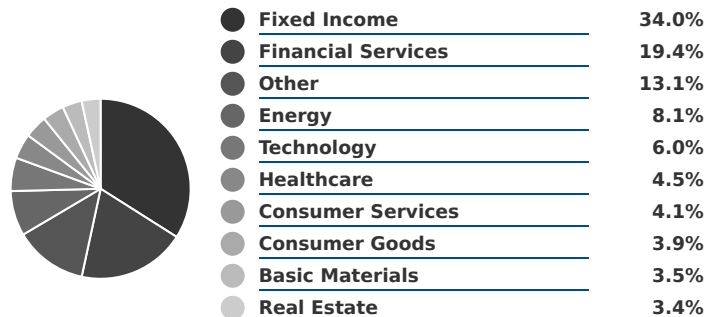 Fixed Income 34.0%
Financial Services 19.4%
Other 13.1%
Energy 8.1%
Technology 6.0%
Healthcare 4.5%
Consumer Services 4.1%
Consumer Goods 3.9%
Basic Materials 3.5%
Real Estate 3.4%